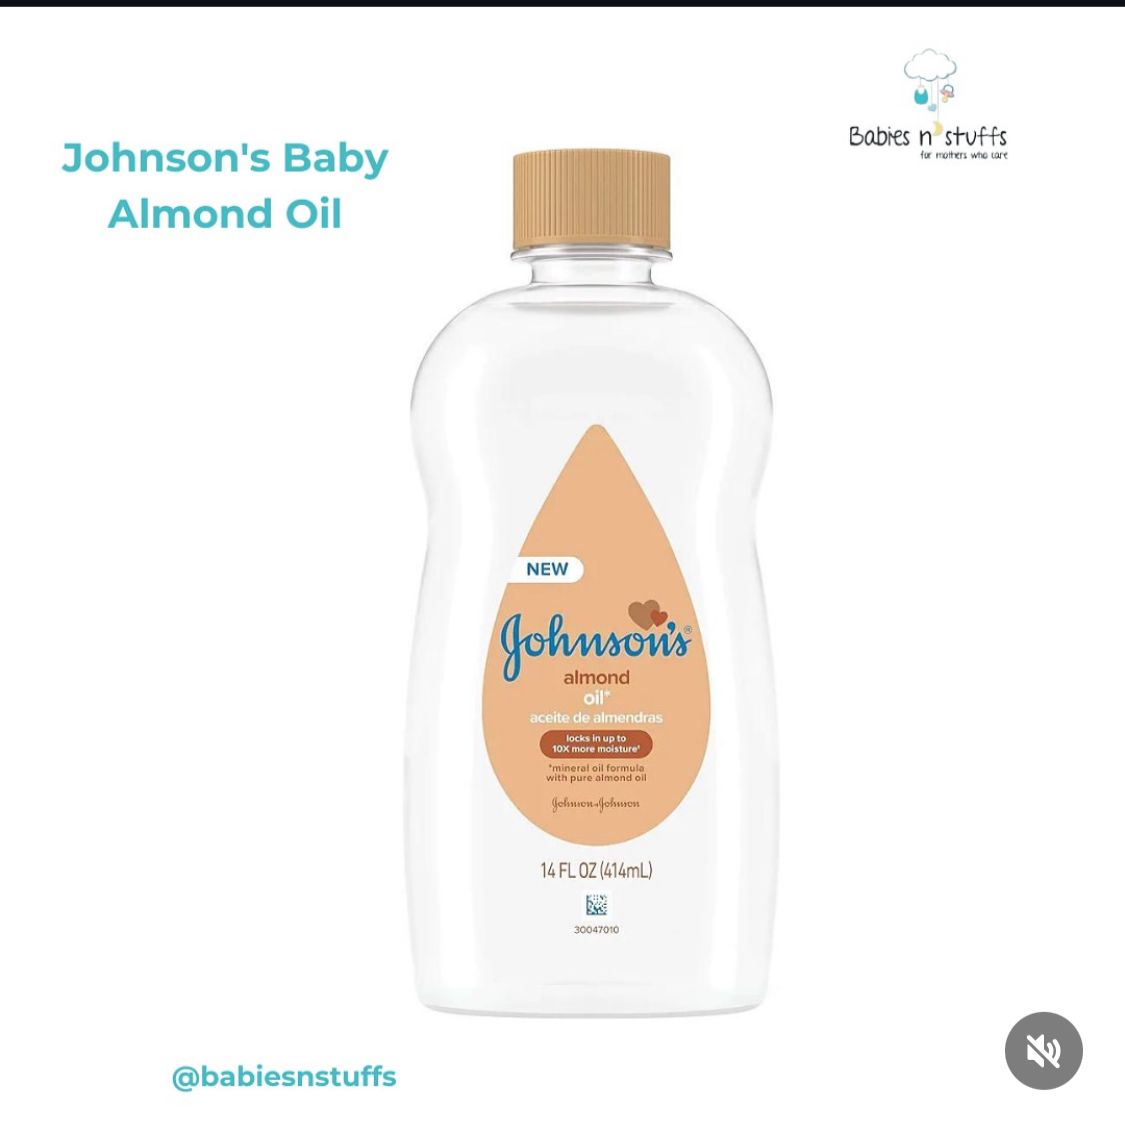 Johnson's Baby
Almond Oil
Babies n stuffs
for mothers who care
NEW
Johnson's®
almond
oil*
aceite de almendras
locks in up to
10X more moisture†
*mineral oil formula
with pure almond oil
Johnson+Johnson
14 FL OZ (414mL)
30047010
@babiesnstuffs